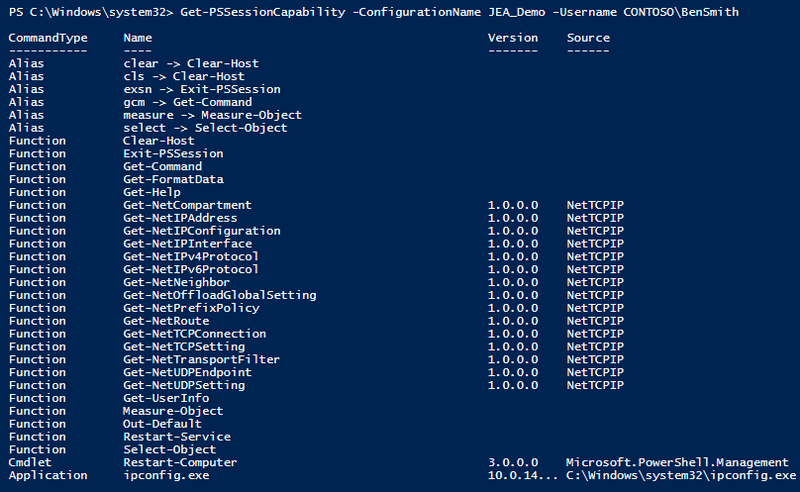 PS C:\Windows\system32> Get-PSSessionCapability -ConfigurationName JEA_Demo -Username CONTOSO\BenSmith
CommandType Name Version Source
----------- ---- ------- ------
Alias clear -> Clear-Host
Alias cls -> Clear-Host
Alias exsn -> Exit-PSSession
Alias gcm -> Get-Command
Alias measure -> Measure-Object
Alias select -> Select-Object
Function Clear-Host
Function Exit-PSSession
Function Get-Command
Function Get-FormatData
Function Get-Help
Function Get-NetCompartment 1.0.0.0 NetTCPIP
Function Get-NetIPAddress 1.0.0.0 NetTCPIP
Function Get-NetIPConfiguration 1.0.0.0 NetTCPIP
Function Get-NetIPInterface 1.0.0.0 NetTCPIP
Function Get-NetIPv4Protocol 1.0.0.0 NetTCPIP
Function Get-NetIPv6Protocol 1.0.0.0 NetTCPIP
Function Get-NetNeighbor 1.0.0.0 NetTCPIP
Function Get-NetOffloadGlobalSetting 1.0.0.0 NetTCPIP
Function Get-NetPrefixPolicy 1.0.0.0 NetTCPIP
Function Get-NetRoute 1.0.0.0 NetTCPIP
Function Get-NetTCPConnection 1.0.0.0 NetTCPIP
Function Get-NetTCPSetting 1.0.0.0 NetTCPIP
Function Get-NetTransportFilter 1.0.0.0 NetTCPIP
Function Get-NetUDPEndpoint 1.0.0.0 NetTCPIP
Function Get-NetUDPSetting 1.0.0.0 NetTCPIP
Function Get-UserInfo
Function Measure-Object
Function Out-Default
Function Restart-Service
Function Select-Object
Cmdlet Restart-Computer 3.0.0.0 Microsoft.PowerShell.Management
Application ipconfig.exe 10.0.14... C:\Windows\system32\ipconfig.exe